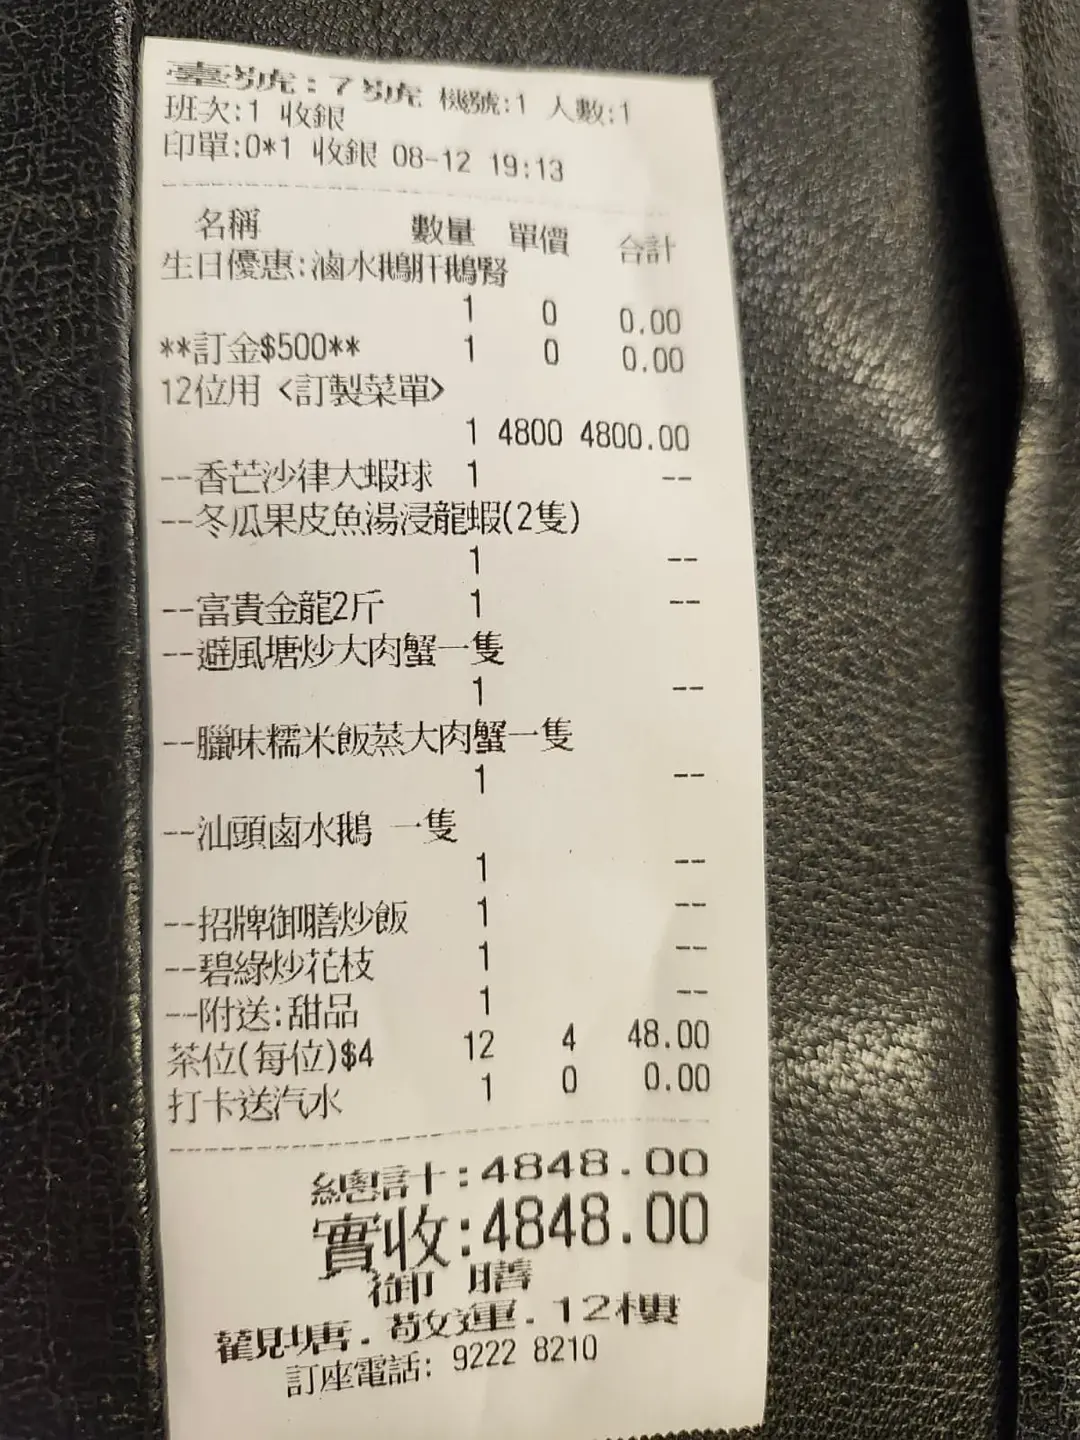 臺號:7號 機號:1 人數:1
班次:1 收銀
印單:0*1 收銀 08-12 19:13
名稱 數量 單價 合計
生日優惠:滷水鵝肝鵝腎
1 0 0.00
**訂金$500** 1 0 0.00
12位用 <訂製菜單>
1 4800 4800.00
--香芒沙律大蝦球 1 --
--冬瓜果皮魚湯浸龍蝦(2隻)
1 --
--富貴金龍2斤 1 --
--避風塘炒大肉蟹一隻
1 --
--臘味糯米飯蒸大肉蟹一隻
1 --
--汕頭鹵水鵝 一隻
1 --
--招牌御膳炒飯 1 --
--碧綠炒花枝 1 --
--附送:甜品 1 --
茶位(每位)$4 12 4 48.00
打卡送汽水 1 0 0.00
總計:4848.00
實收:4848.00
御 膳
觀塘.敬運.12樓
訂座電話: 9222 8210